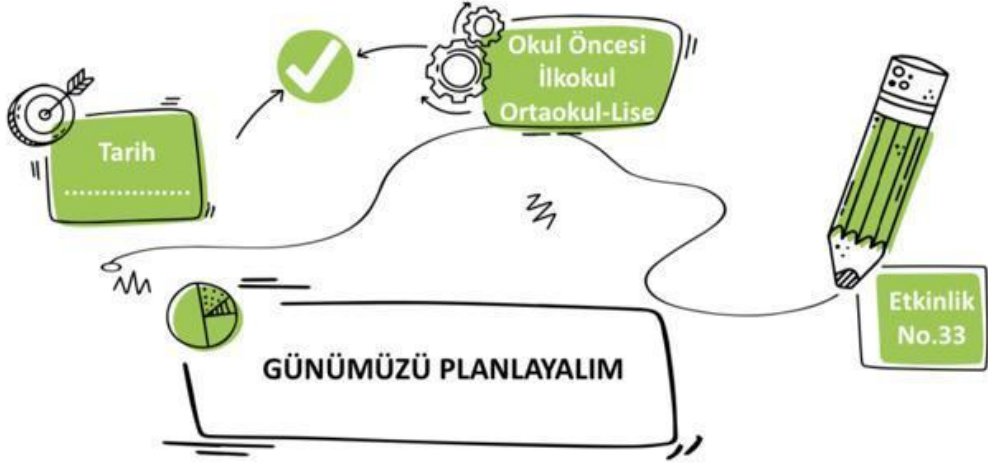 Okul Öncesi
İlkokul
Ortaokul-Lise
Tarih
.....................
Etkinlik
No.33
GÜNÜMÜZÜ PLANLAYALIM